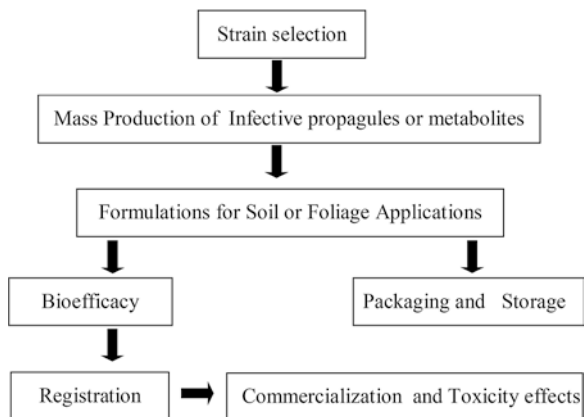 Strain selection
Mass Production of Infective propagules or metabolites
Formulations for Soil or Foliage Applications
Bioefficacy
Packaging and Storage
Registration
Commercialization and Toxicity effects